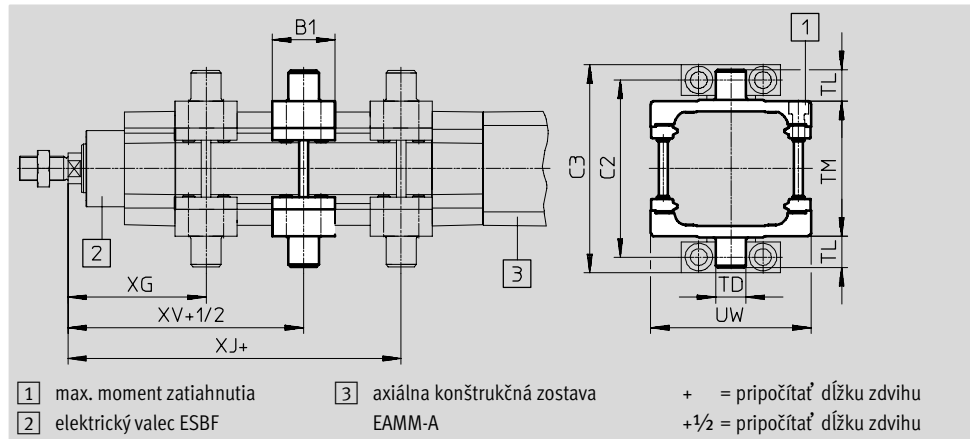 B1
1
TL
C3
C2
TM
2
3
TL
XG
TD
XV+1/2
UW
XJ+
1 max. moment zatiahnutia
2 elektrický valec ESBF
3 axiálna konštrukčná zostava
EAMM-A
+ = pripočítať dĺžku zdvihu
+½ = pripočítať dĺžku zdvihu